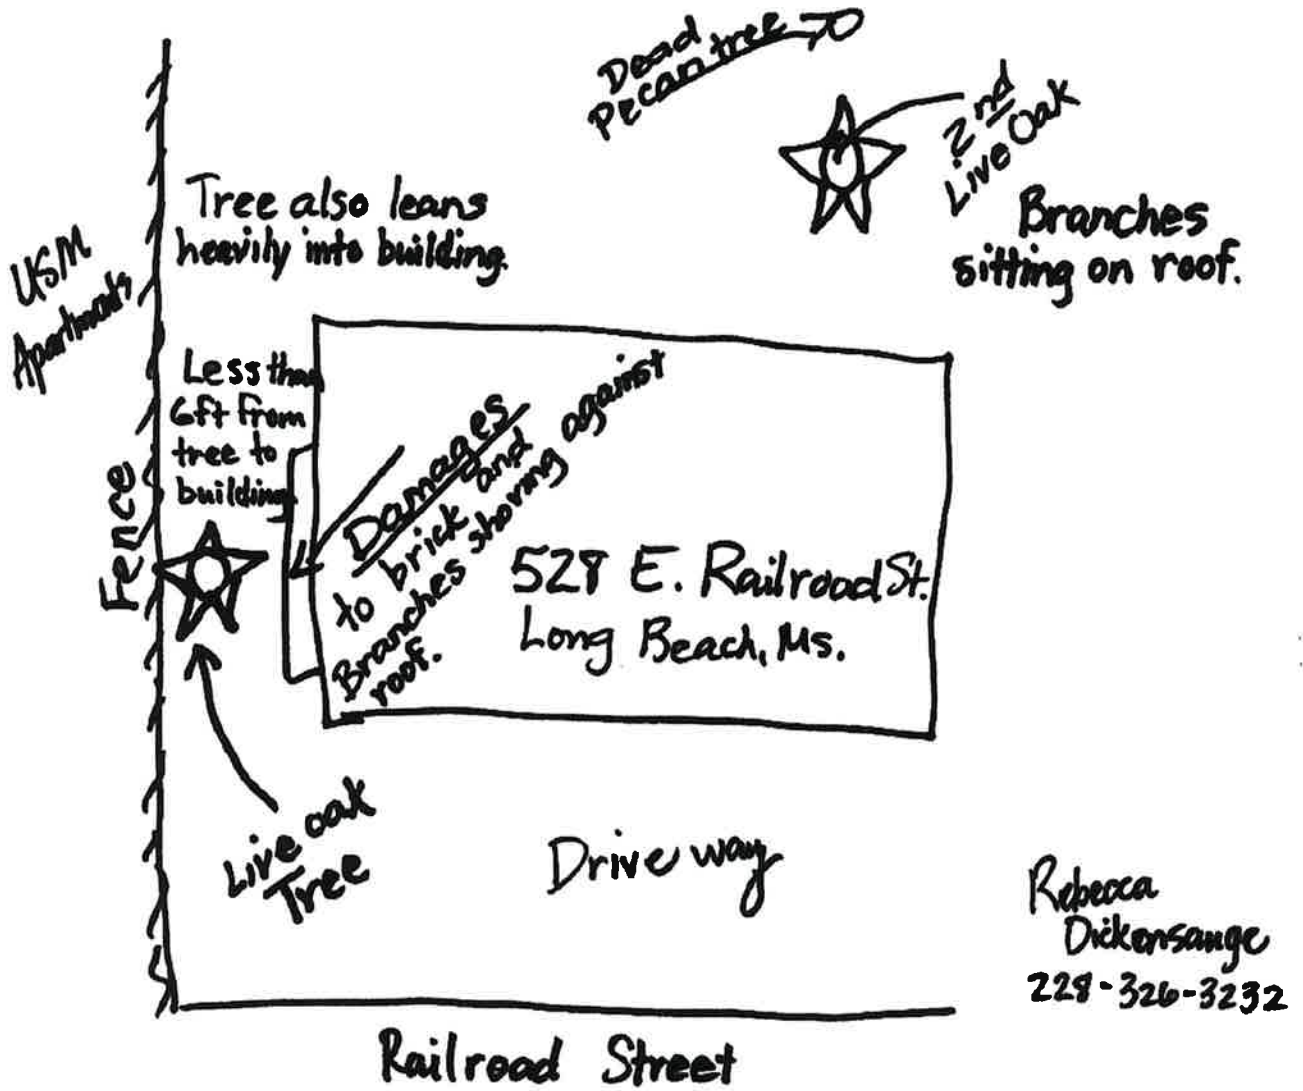 Dead
Pecan tree
2nd
Live Oak
Branches
sitting on roof.
Tree also leans
heavily into building.
USM
Apartments
Less than
6ft from
tree to
building.
Fence
Damages
to brick and
Branches shoving against
roof.
528 E. Railroad St.
Long Beach, Ms.
Live oak
Tree
Drive way
Rebecca
Dickensauge
228-326-3232
Railroad Street